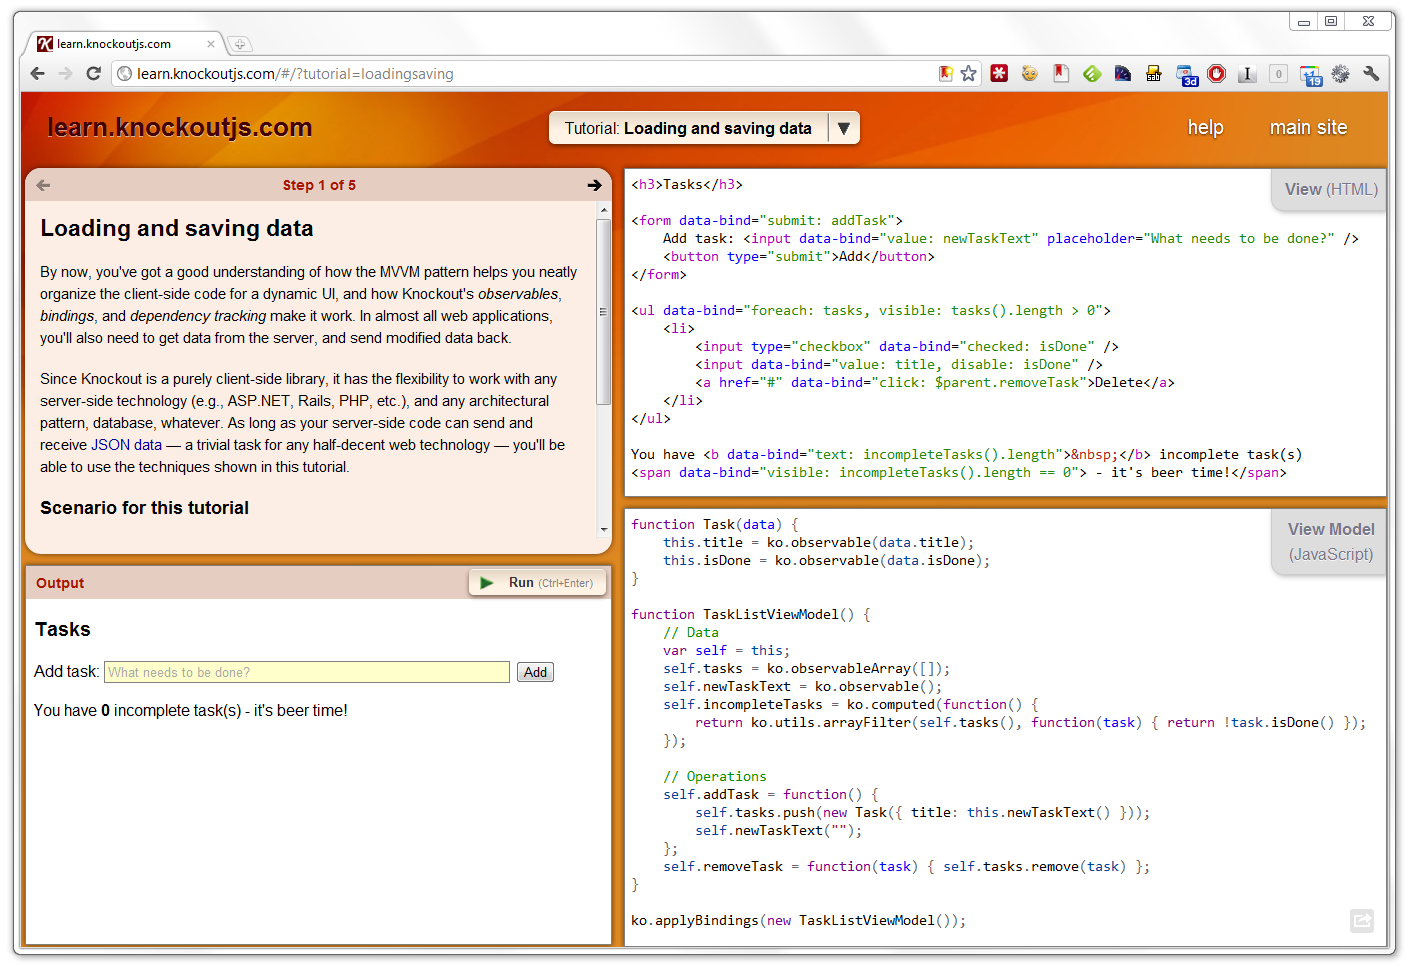 learn.knockoutjs.com
learn.knockoutjs.com/#/?tutorial=loadingsaving
sab
3d
I
0
+1
19
learn.knockoutjs.com
Tutorial: Loading and saving data
help
main site
Step 1 of 5
Loading and saving data
By now, you've got a good understanding of how the MVVM pattern helps you neatly
organize the client-side code for a dynamic UI, and how Knockout's observables,
bindings, and dependency tracking make it work. In almost all web applications,
you'll also need to get data from the server, and send modified data back.
Since Knockout is a purely client-side library, it has the flexibility to work with any
server-side technology (e.g., ASP.NET, Rails, PHP, etc.), and any architectural
pattern, database, whatever. As long as your server-side code can send and
receive JSON data — a trivial task for any half-decent web technology — you'll be
able to use the techniques shown in this tutorial.
Scenario for this tutorial
Output
Run (Ctrl+Enter)
Tasks
Add task: What needs to be done? Add
You have 0 incomplete task(s) - it's beer time!
View (HTML)
<h3>Tasks</h3>
<form data-bind="submit: addTask">
    Add task: <input data-bind="value: newTaskText" placeholder="What needs to be done?" />
    <button type="submit">Add</button>
</form>
<ul data-bind="foreach: tasks, visible: tasks().length > 0">
    <li>
        <input type="checkbox" data-bind="checked: isDone" />
        <input data-bind="value: title, disable: isDone" />
        <a href="#" data-bind="click: $parent.removeTask">Delete</a>
    </li>
</ul>
You have <b data-bind="text: incompleteTasks().length">&nbsp;</b> incomplete task(s)
<span data-bind="visible: incompleteTasks().length == 0"> - it's beer time!</span>
View Model
(JavaScript)
function Task(data) {
    this.title = ko.observable(data.title);
    this.isDone = ko.observable(data.isDone);
}
function TaskListViewModel() {
    // Data
    var self = this;
    self.tasks = ko.observableArray([]);
    self.newTaskText = ko.observable();
    self.incompleteTasks = ko.computed(function() {
        return ko.utils.arrayFilter(self.tasks(), function(task) { return !task.isDone() });
    });
    // Operations
    self.addTask = function() {
        self.tasks.push(new Task({ title: this.newTaskText() }));
        self.newTaskText("");
    };
    self.removeTask = function(task) { self.tasks.remove(task) };
}
ko.applyBindings(new TaskListViewModel());